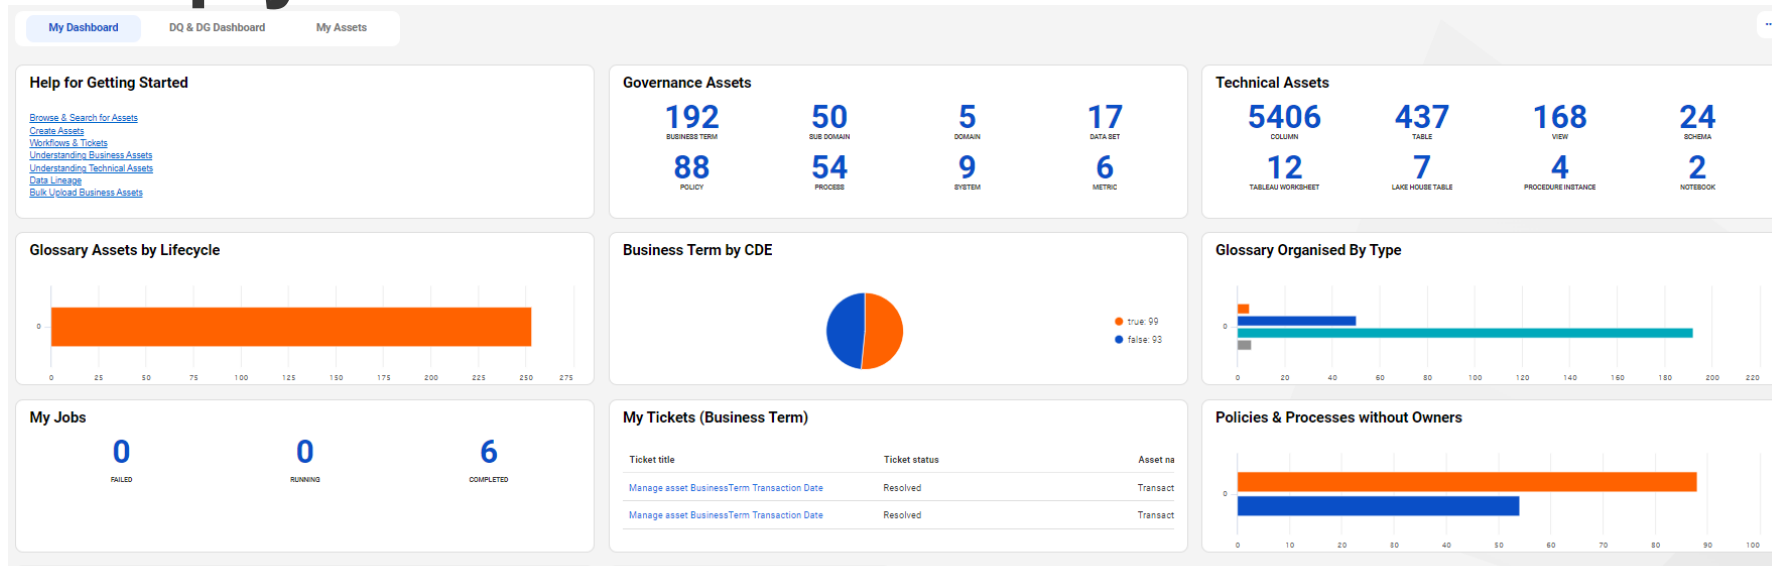 My Dashboard DQ & DG Dashboard My Assets
Help for Getting Started
Browse & Search for Assets
Create Assets
Workflows & Tickets
Understanding Business Assets
Understanding Technical Assets
Data Lineage
Bulk Upload Business Assets
Governance Assets
192 50 5 17
BUSINESS TERM SUB DOMAIN DOMAIN DATA SET
88 54 9 6
POLICY PROCESS SYSTEM METRIC
Technical Assets
5406 437 168 24
COLUMN TABLE VIEW SCHEMA
12 7 4 2
TABLEAU WORKSHEET LAKE HOUSE TABLE PROCEDURE INSTANCE NOTEBOOK
Glossary Assets by Lifecycle
0
0 25 50 75 100 125 150 175 200 225 250 275
Business Term by CDE
true: 99
false: 93
Glossary Organised By Type
0
0 20 40 60 80 100 120 140 160 180 200 220
My Jobs
0 0 6
FAILED RUNNING COMPLETED
My Tickets (Business Term)
Ticket title Ticket status Asset na
Manage asset BusinessTerm Transaction Date Resolved Transact
Manage asset BusinessTerm Transaction Date Resolved Transact
Policies & Processes without Owners
0
0 10 20 30 40 50 60 70 80 90 100